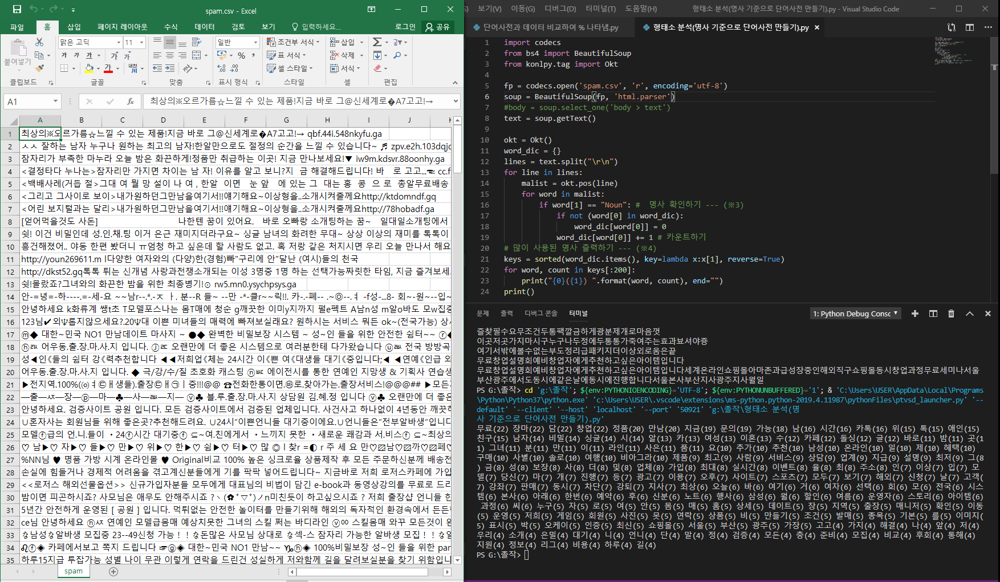 spam.csv - Excel
파일 홈 삽입 페이지 레이아웃 수식 데이터 검토 보기 입력하세요... 로그인 공유
붙여넣기
맑은 고딕 11
가 가 가 가 가
가 내천
일반
% ,
조건부 서식
표 서식
셀 스타일
삽입
삭제
서식
클립보드 글꼴 맞춤 표시 형식 스타일 셀 편집
A1 fx 최상의※오르가름☆느낄 수 있는 제품!지금 바로 그@신세계로�A7고고!→
A B C D E F G H I J K
1 최상의※오르가름☆느낄 수 있는 제품!지금 바로 그@신세계로�A7고고!→ qbf.44i.548nkyfu.ga
2 ㅅㅅ 잘하는 남자 누구나 원하는 최고의 남자!한알만으로도 절정의 순간을 느낄 수 있습니다~ ♬ zpv.e2h.103dqjc
3 잠자리가 부족한 마누라 오늘 밤은 화끈하게!정품만 취급하는 이곳! 지금 만나보세요!▼ iw9m.kdsvr.88oonhy.ga
4 <결정타다 누나는>잠자리만 가지면 차이는 남 자! 이유를 알고 보니?지 금 해결해드립니다! 바 로 고고...☜ cc.f
5 <백배사례(거듭 절>그대 여 뭘 망 설이 나 여 , 한알 이면 눈 앞 에 있는 그 대는 홍 콩 으 로 총알무료배송
6 <그리고 그사이로 보이>내가원하던그만남을여기서!!얘기해요~이상형을..소개시켜줄께요http://ktdomndf.gq
7 <어린 보지털과는 달리>내가원하던그만남을여기서!!얘기해요~이상형을..소개시켜줄께요http://78hobadf.ga
8 [얻어먹을것도 사돈] 나한텐 꿈이 있어요. 바로 오빠랑 소개팅하는 꿈~ 일대일소개팅에서
9 쉿! 이건 비밀인데 성.인.채.팅 이거 은근 재미지더라구요~ 싱글 남녀의 화려한 무대~ 상상 이상의 재미를 톡톡이
10 흥건해졌어.. 야동 한편 봤더니 ㅠ엄청 하고 싶은데 할 사람도 없고. 혹 저랑 같은 처지시면 우리 오늘 만나서 해요
11 http://youn269611.m l다양한 여자와의 (다양)한(경험)빠"구리에 안"달난 (여시)들의 천국
12 http://dkst52.gq톡톡 튀는 신개념 사랑과전쟁소개되는 이성 3명중 1명 하는 선택가능짜릿한 타임, 지금 즐겨보세.
13 쉿!몰랐죠?그녀와의 화끈한 밤을 위한 최종병기!⊙ rw5.mn0.ysychpsys.ga
14 안-=녕=-하----.=-세-요 ~~남r--.*.-ㅈ ㅏ. 분--R 들~ --만 -*-클r~~릭!!. 카-.-페-- .~◎--.ㅕ -f성-...8- 회~-원~--입~
15 안녕하세요 k화류계 쌩t초 T모델포스나는 몸T매에 청순 g깨끗한 이미y지까지 펄e펙트 A남n성 m알o바도 모w집중
16 123님✔외Ψ롭지않으세요?.20Ψ대 이쁜 미녀들의 매력에 빠져보실래요? 원하시는 서비스 뭐든 ok~(전국가능) 상
17 ⓜ◆ 대한~민국 NO1 만남데이트 마사지 ~ ●◆ 완벽한 비밀보장 시스템 ~ 성~인 들을 위한 안전한 쉼터~~ ⓡ◆
18 어우동.출.장.마.사.지 입니다. 오랜만에 더 좋은 시스템으로 여러분한테 다가왔습니다 전국 방방곡
19 성◀인《들의 쉼터 강《력추천합니다 ◀◀저희업《체는 24시간 이《쁜 여《대생들 대기《중입니다;◀ ◀연예《인급 외
20 어우동.출.장.마.사.지 입니다. ◆ 극/강/수/질 초호화 캐스팅 에이전시를 통한 연예인 지망생 & 기획사 연습생
21 ▶전지역.100%((◎ㅕ㉢ㅐ생들).출장㉢ㅐ㉠ㅣ중!!!@@ ☎전화한통이면.로,찾아가는.출장서비스!@@@## ▶모든
22 —출—ㅅㅈ—장—ⓟ—마—♣—사—ㅉ—지— ⓥ♣ 블.루.출.장.마.사.지 상담원 김.혜.정 입니다 ⓥ♣ 오랜만에 더 좋은
23 안녕하세요. 검증사이트 공원 입니다. 모든 검증사이트에서 검증된 업체입니다. 사건사고 하나없이 4년동안 깨끗하
24 ∪혼자사는 회원님들 위해 좋은곳?추천해드려요. ∪24시“이쁜언니들 대기중이에요.∪언니들은“전부알바생“입니다
25 모델ⓕ급의 언.니.들이 ・24ⓕ시간 대기중ⓕ ⊆~여.친에게서 ・느끼지 못한 ・새로운 쾌감과 서.비스ⓕ ⊆~최상의
26 ♡ 남▶♡ 자▶♡ 들▶♡ 만▶♡ 위▶♡ 한▶♡ 쉼▶♡ 터▶♡ 많 ◎ㅣ찾r =◐ r 주 세 요 만♡▨남♡▨까♡▨페♡
27 %NN님 ♥ 명품 가방 시계 온라인몰 ♥ Original비교 100% 높은 싱크로율 상품제작 후 모든 주문하신분께 배송전
28 손실에 힘들거나 경제적 어려움을 겪고계신분들에게 기를 팍팍 넣어드립니다~ 지금바로 저희 로저스카페에 가입
29 <<로저스 해외선물옵션>> 신규가입자분들 모두에게 대표님의 비법이 담긴 e-book과 동영상강의를 무료로 드리
30 밤이면 피곤하시죠? 사모님은 애무도 안해주시죠 ?ヽ(✿ﾟ▽ﾟ)ノn미친듯이 하고싶으시죠 ? 저희 출장샵 언니들 한
31 5년간 안전하게 운영된 [ 공원 ] 입니다. 먹튀없는 안전한 놀이터를 만들기위해 해외의 독자적인 환경속에서 든든한
32 ce님 안녕하세요 ⓗㅅㅈ 연예인 모델급몸매 예상치못한 그녀의 스킬 쩌는 바디라인 ⓥ 스킬몸매 와꾸 모든것이 완
33 な남성な알바생 모집중 23--49신청 가능！！な돈많은 사모님 상대로 な섹-스 잠자리 가능한 알바생 모집！！な일
34 ♌ⓕ◈ 카페에서보고 쪽지 드립니다 ☞ⓖ◈ 대한~민국 NO1 만남~~ ♑ⓗ◈ 100%비밀보장 성~인 들을 위한 par
35 하루15지급 투잡가능 성별 나이 무관 이렇게 연락을 드린건 성실하게 저와함께 길을 달려보실분을 찾기 위함입니
spam
보기(V) 이동(G) 디버그(D) 터미널(T) 도움말(H) 형태소 분석(명사 기준으로 단어사전 만들기).py - Visual Studio Code
단어사전과 데이터 비교하여 % 나타냄.py 형태소 분석(명사 기준으로 단어사전 만들기).py
1 import codecs
2 from bs4 import BeautifulSoup
3 from konlpy.tag import Okt
4
5 fp = codecs.open('spam.csv', 'r', encoding='utf-8')
6 soup = BeautifulSoup(fp, 'html.parser')
7 #body = soup.select_one('body > text')
8 text = soup.getText()
9
10 okt = Okt()
11 word_dic = {}
12 lines = text.split("\r\n")
13 for line in lines:
14 malist = okt.pos(line)
15 for word in malist:
16 if word[1] == "Noun": # 명사 확인하기 --- (※3)
17 if not (word[0] in word_dic):
18 word_dic[word[0]] = 0
19 word_dic[word[0]] += 1 # 카운트하기
20 # 많이 사용된 명사 출력하기 --- (※4)
21 keys = sorted(word_dic.items(), key=lambda x:x[1], reverse=True)
22 for word, count in keys[:200]:
23 print("{0}({1}) ".format(word, count), end="")
24 print()
문제 출력 디버그 콘솔 터미널 1: Python Debug Consc
즐찾필수요무조건두통팩깔금하게광분제개로마음껏
이곳저곳가지마시구누구나두정에두통통가죽여주는효과뵤셔야죵
여기서밖에볼수없는부도정리급패키지더이상외로움은끝
무료창업설명회예비창업자에게추천하고싶은아이템입니다
무료창업설명회예비창업자에게추천하고싶은아이템입니다세계온라인쇼핑몰아마존과급성장중인해외직구쇼핑몰동시창업과정무료세미나서울
부산광주에서도동시에같은날에동시에진행합니다서울본사부산지사광주지사월일
PS G:\졸작> cd 'g:\졸작'; ${env:PYTHONIOENCODING}='UTF-8'; ${env:PYTHONUNBUFFERED}='1'; & 'C:\Users\USER\AppData\Local\Programs
\Python\Python37\python.exe' 'c:\Users\USER\.vscode\extensions\ms-python.python-2019.4.11987\pythonFiles\ptvsd_launcher.py' '--
default' '--client' '--host' 'localhost' '--port' '50921' 'g:\졸작\형태소 분석(명
사 기준으로 단어사전 만들기).py'
무료(22) 장마(22) 담(22) 창업(22) 정품(20) 만남(20) 지금(19) 문의(19) 가능(18) 남(16) 시간(16) 카톡(16) 위(15) 톡(15) 애인(15)
친구(15) 남자(14) 비밀(14) 싱글(14) 시(14) 알(13) 카(13) 여성(13) 이혼(13) 수(12) 카페(12) 돌싱(12) 글(12) 바로(11) 밤(11) 곳(1
1) 그녀(11) 분(11) 만(11) 이(11) 라인(11) 사은(11) 품(11) 요(10) 추가(10) 추천(10) 남성(10) 온라인(10) 일(10) 제(10) 혜택(10)
구매(10) 사별(10) 솔로(10) 여행(10) 비아그라(10) 제품(9) 최고(9) 사람(9) 서비스(9) 상담(9) 업계(9) 지급(9) 설명(9) 최저(9) 그(8
) 금(8) 성(8) 보장(8) 사(8) 더(8) 및(8) 업체(8) 가입(8) 최대(8) 실시간(8) 이벤트(8) 율(8) 최(8) 주소(8) 인(7) 이상(7) 입(7) 모
델(7) 당신(7) 마(7) 개(7) 진행(7) 등(7) 광고(7) 이용(7) 오후(7) 사이트(7) 스포츠(7) 모두(7) 보기(7) 해외(7) 신청(7) 날(7) 고객(
7) 강좌(7) 판매(7) 동시(7) 차단(7) 강퇴(7) 지사(7) 최상(6) 오늘(6) 바(6) 여기(6) 거(6) 여자(6) 선택(6) 회(6) 모(6) 전국(6) 시스
템(6) 본사(6) 아래(6) 한번(6) 예약(6) 후(6) 신분(6) 노트(6) 행사(6) 삼성(6) 월(6) 할인(6) 여름(6) 운영자(6) 스토리(6) 아이템(6)
과정(6) 씨(6) 누구(5) 자(5) 로(5) 여(5) 안(5) 몸(5) 매(5) 홈(5) 상세(5) 데이트(5) 장(5) 지역(5) 출장(5) 매니저(5) 확인(5) 이동
(5) 운영(5) 저희(5) 게임(5) 회원(5) 사진(5) 못(5) 연락(5) 상품(5) 비(5) 만들기(5) 조건(5) 발매(5) 종목(5) 기본(5) 를(5) 이미지(
5) 표시(5) 박(5) 오케이(5) 인증(5) 최신(5) 쇼핑몰(5) 서울(5) 부산(5) 광주(5) 가장(5) 고고(4) 가지(4) 해결(4) 나(4) 앞(4) 저(4)
우리(4) 소개(4) 은밀(4) 대기(4) 니(4) 언니(4) 단(4) 말(4) 정(4) 검증(4) 모든(4) 충(4) 준비(4) 모집(4) 비교(4) 후회(4) 통해(4)
지원(4) 정보(4) 리그(4) 비용(4) 하루(4) 길(4)
PS G:\졸작>